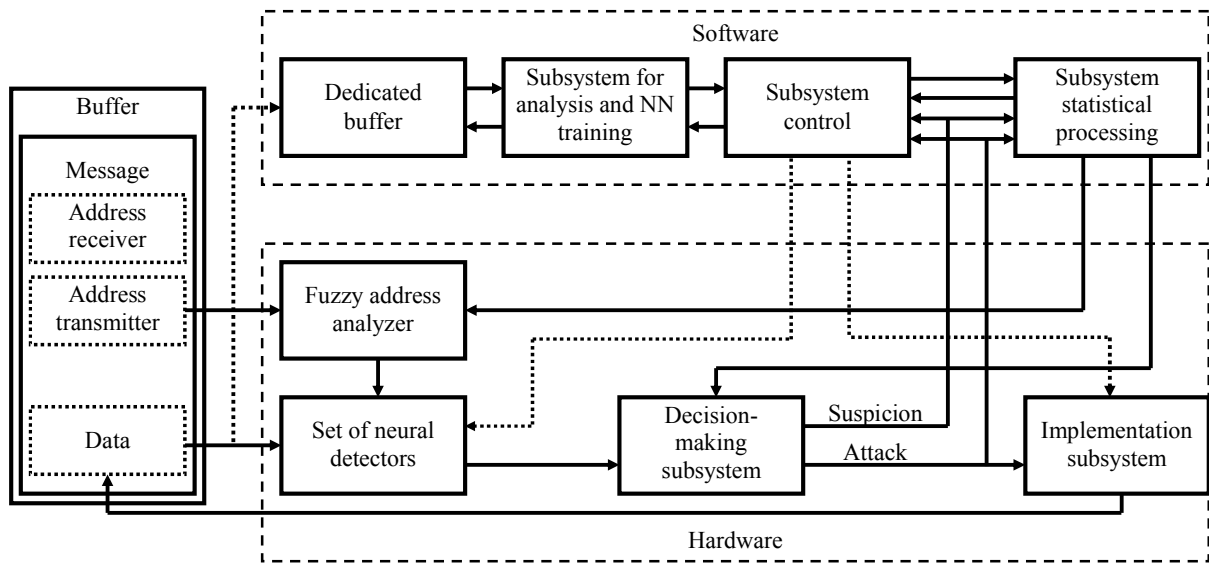 Software
Buffer
Message
Address
receiver
Address
transmitter
Data
Dedicated
buffer
Subsystem for
analysis and NN
training
Subsystem
control
Subsystem
statistical
processing
Fuzzy address
analyzer
Set of neural
detectors
Decision-
making
subsystem
Suspicion
Attack
Implementation
subsystem
Hardware